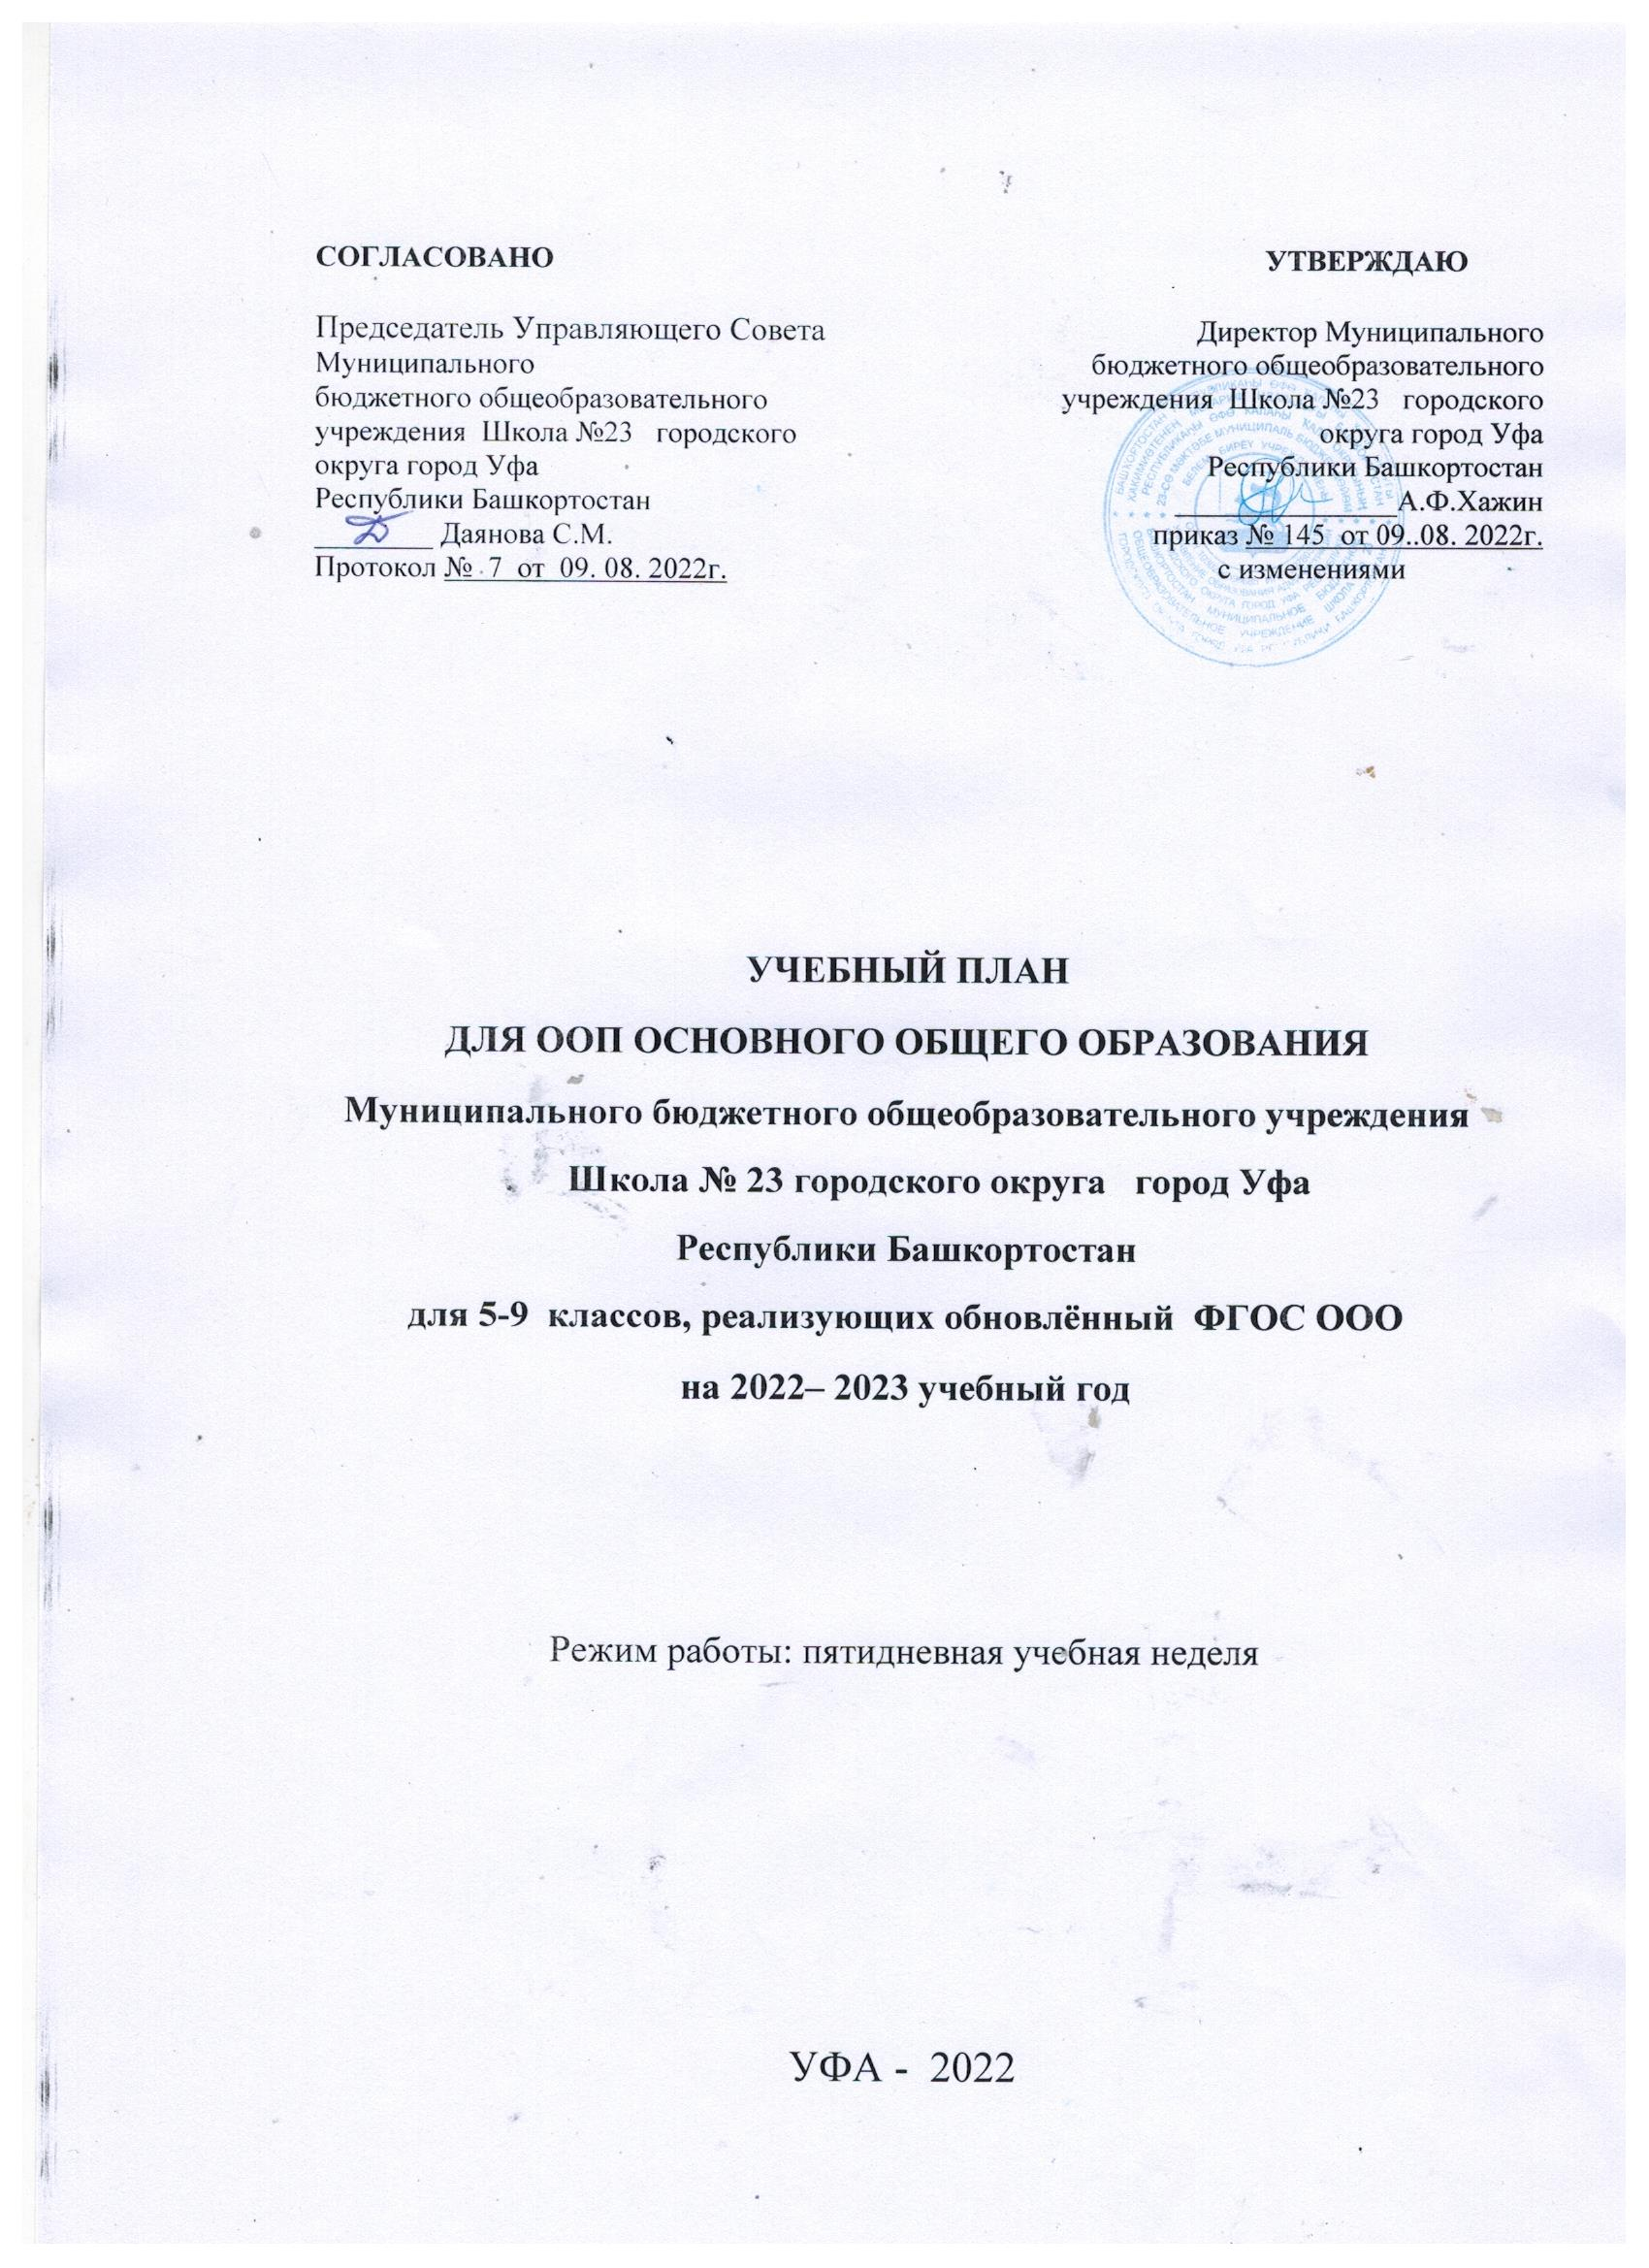 СОГЛАСОВАНО
Председатель Управляющего Совета
Муниципального
бюджетного общеобразовательного
учреждения Школа №23 городского
округа город Уфа
Республики Башкортостан
________ Даянова С.М.
Протокол № 7 от 09. 08. 2022г.
УТВЕРЖДАЮ
Директор Муниципального
бюджетного общеобразовательного
учреждения Школа №23 городского
округа город Уфа
Республики Башкортостан
________________А.Ф.Хажин
приказ № 145 от 09..08. 2022г.
с изменениями
УЧЕБНЫЙ ПЛАН
ДЛЯ ООП ОСНОВНОГО ОБЩЕГО ОБРАЗОВАНИЯ
Муниципального бюджетного общеобразовательного учреждения
Школа № 23 городского округа город Уфа
Республики Башкортостан
для 5-9 классов, реализующих обновлённый ФГОС ООО
на 2022– 2023 учебный год
Режим работы: пятидневная учебная неделя
УФА - 2022